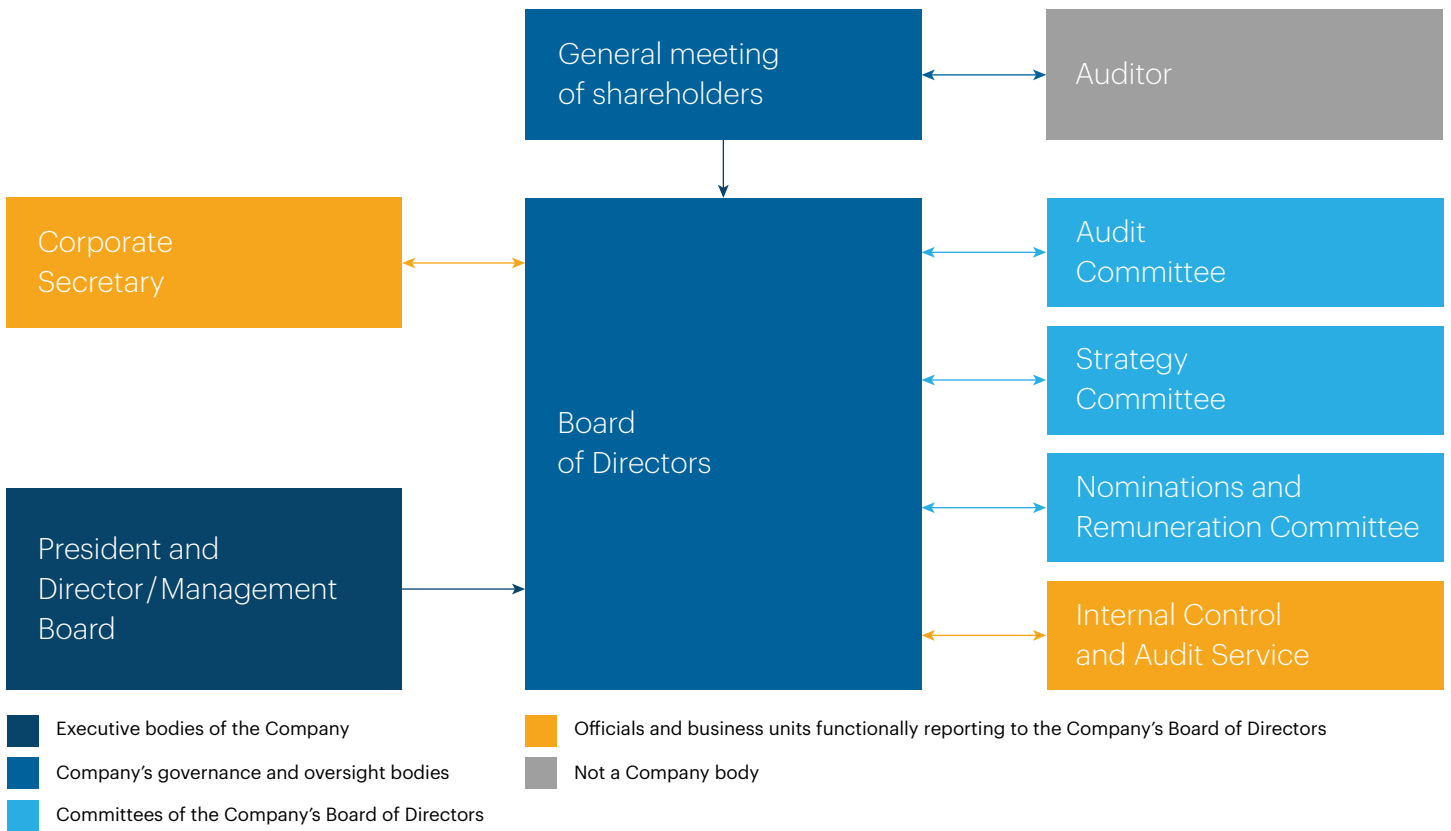 General meeting
of shareholders
Auditor
Corporate
Secretary
Audit
Committee
Strategy
Committee
Board
of Directors
Nominations and
Remuneration Committee
President and
Director/Management
Board
Internal Control
and Audit Service
Executive bodies of the Company
Officials and business units functionally reporting to the Company’s Board of Directors
Company’s governance and oversight bodies
Not a Company body
Committees of the Company’s Board of Directors